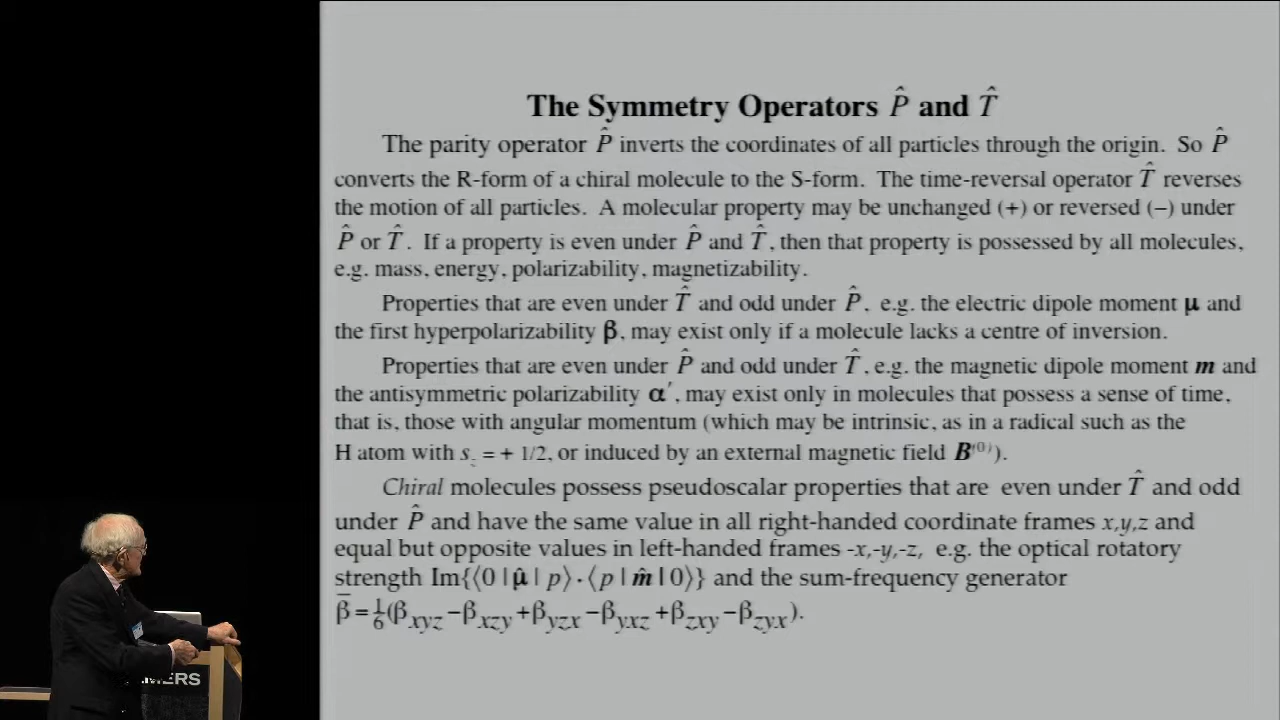 The Symmetry Operators P̂ and T̂
The parity operator P̂ inverts the coordinates of all particles through the origin. So P̂
converts the R-form of a chiral molecule to the S-form. The time-reversal operator T̂ reverses
the motion of all particles. A molecular property may be unchanged (+) or reversed (−) under
P̂ or T̂. If a property is even under P̂ and T̂, then that property is possessed by all molecules,
e.g. mass, energy, polarizability, magnetizability.
Properties that are even under T̂ and odd under P̂, e.g. the electric dipole moment μ and
the first hyperpolarizability β, may exist only if a molecule lacks a centre of inversion.
Properties that are even under P̂ and odd under T̂, e.g. the magnetic dipole moment m and
the antisymmetric polarizability α′, may exist only in molecules that possess a sense of time,
that is, those with angular momentum (which may be intrinsic, as in a radical such as the
H atom with s_z = + 1/2, or induced by an external magnetic field B⁽⁰⁾).
Chiral molecules possess pseudoscalar properties that are even under T̂ and odd
under P̂ and have the same value in all right-handed coordinate frames x,y,z and
equal but opposite values in left-handed frames -x,-y,-z, e.g. the optical rotatory
strength Im{⟨0|μ̂|p⟩·⟨p|m̂|0⟩} and the sum-frequency generator
β̄ = 1/6(β_xyz − β_xzy + β_yzx − β_yxz + β_zxy − β_zyx).
MERS